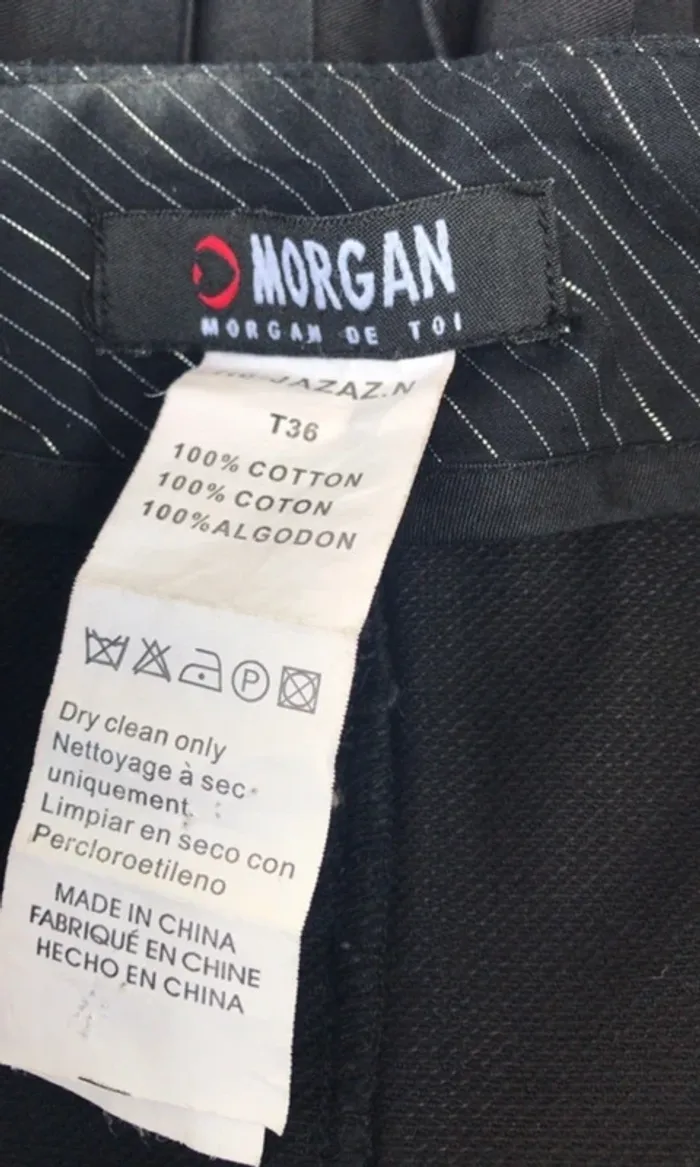 MORGAN
MORGAN DE TOI
JAZAZ.N
T36
100% COTTON
100% COTON
100%ALGODON
P
Dry clean only
Nettoyage à sec
uniquement
Limpiar en seco con
Percloroetileno
MADE IN CHINA
FABRIQUÉ EN CHINE
HECHO EN CHINA